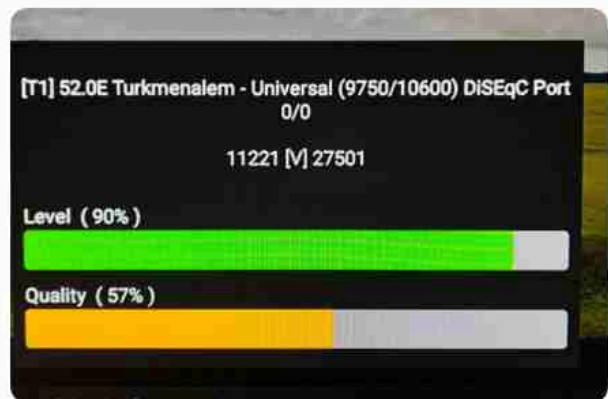 [T1] 52.0E Turkmenalem - Universal (9750/10600) DiSEqC Port
0/0
11221 [V] 27501
Level ( 90% )
Quality ( 57% )